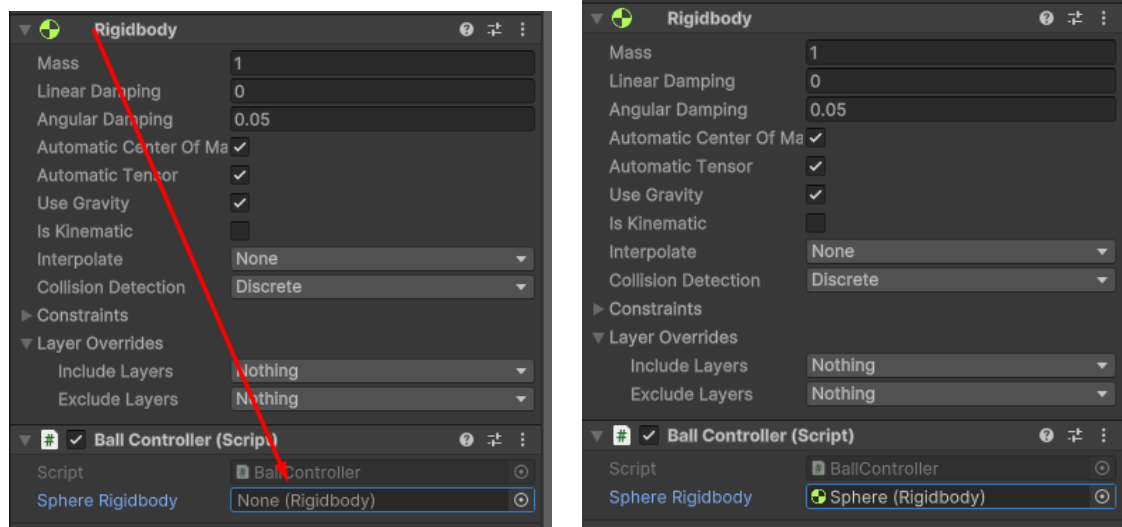 Rigidbody
Mass 1
Linear Damping 0
Angular Damping 0.05
Automatic Center Of Ma
Automatic Tensor
Use Gravity
Is Kinematic
Interpolate None
Collision Detection Discrete
Constraints
Layer Overrides
Include Layers Nothing
Exclude Layers Nothing
# Ball Controller (Script)
Script # BallController
Sphere Rigidbody None (Rigidbody)
Rigidbody
Mass 1
Linear Damping 0
Angular Damping 0.05
Automatic Center Of Ma
Automatic Tensor
Use Gravity
Is Kinematic
Interpolate None
Collision Detection Discrete
Constraints
Layer Overrides
Include Layers Nothing
Exclude Layers Nothing
# Ball Controller (Script)
Script # BallController
Sphere Rigidbody Sphere (Rigidbody)